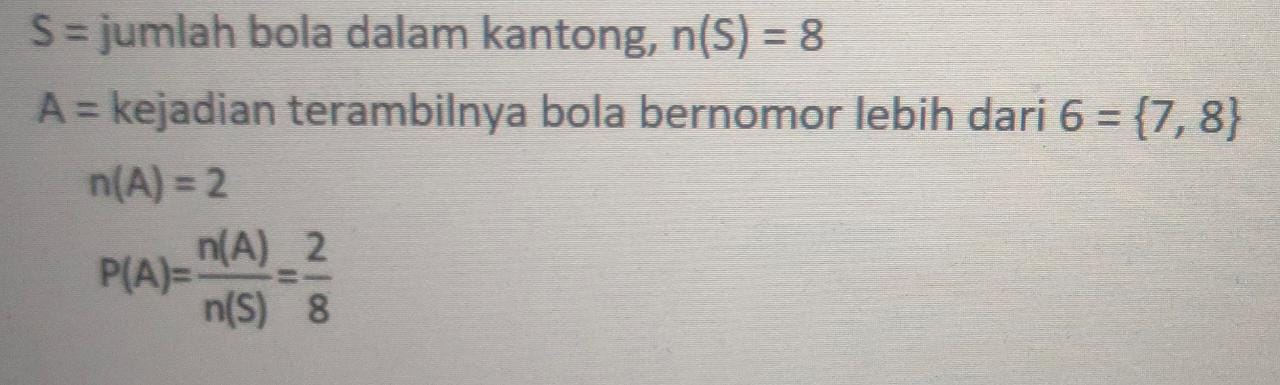 S = jumlah bola dalam kantong, n(S) = 8
A = kejadian terambilnya bola bernomor lebih dari 6 = {7, 8}
n(A) = 2
P(A)= n(A)/n(S) = 2/8